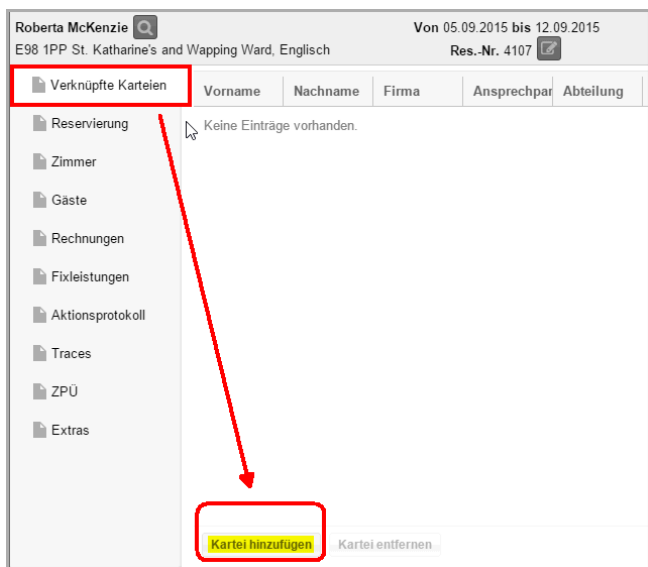 Roberta McKenzie
Von 05.09.2015 bis 12.09.2015
E98 1PP St. Katharine's and Wapping Ward, Englisch
Res.-Nr. 4107
Verknüpfte Karteien
Vorname Nachname Firma Ansprechpar Abteilung
Keine Einträge vorhanden.
Reservierung
Zimmer
Gäste
Rechnungen
Fixleistungen
Aktionsprotokoll
Traces
ZPÜ
Extras
Kartei hinzufügen Kartei entfernen